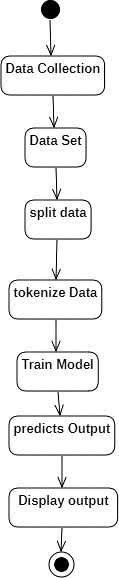 Data Collection
Data Set
split data
tokenize Data
Train Model
predicts Output
Display output